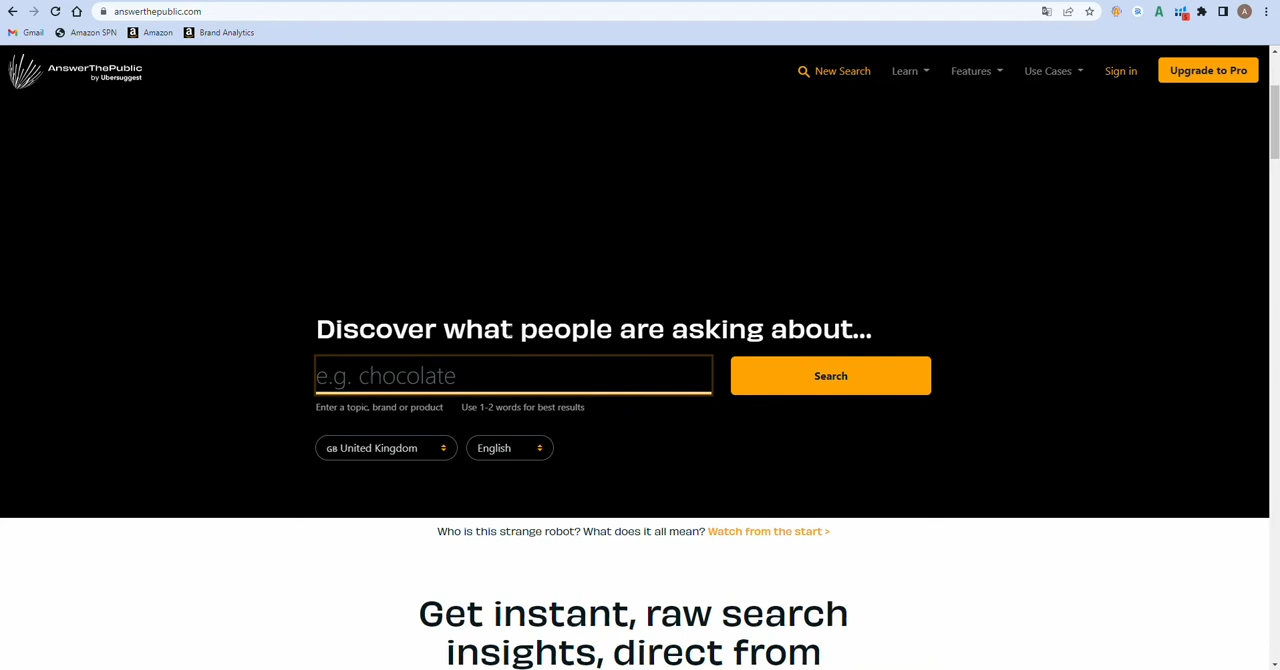 answerthepublic.com
Gmail Amazon SPN Amazon Brand Analytics
AnswerThePublic
by Ubersuggest
New Search Learn Features Use Cases Sign in Upgrade to Pro
Discover what people are asking about...
e.g. chocolate Search
Enter a topic, brand or product Use 1-2 words for best results
GB United Kingdom English
Who is this strange robot? What does it all mean? Watch from the start >
Get instant, raw search
insights, direct from